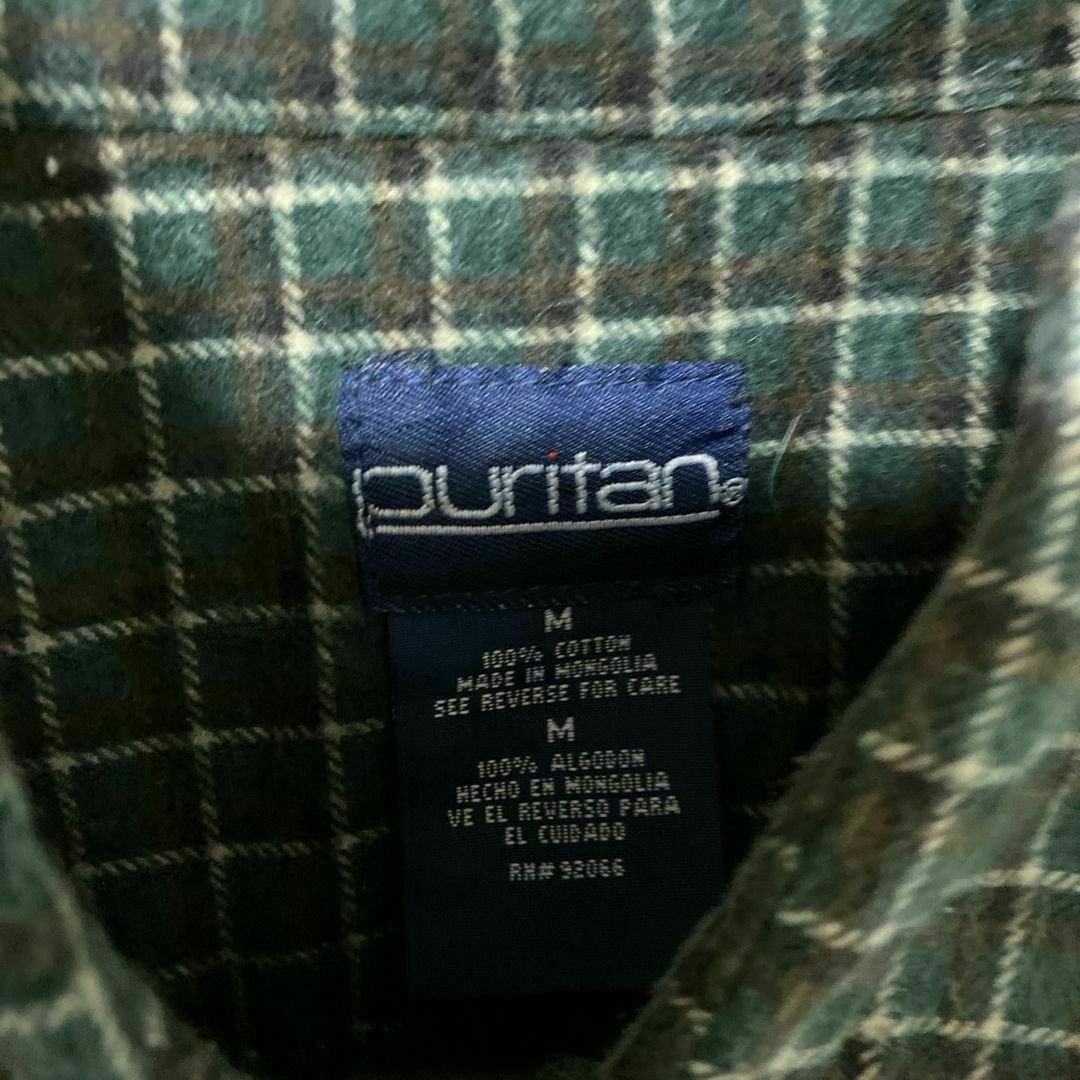 puritan®
M
100% COTTON
MADE IN MONGOLIA
SEE REVERSE FOR CARE
M
100% ALGODON
HECHO EN MONGOLIA
VE EL REVERSO PARA
EL CUIDADO
RN# 92066